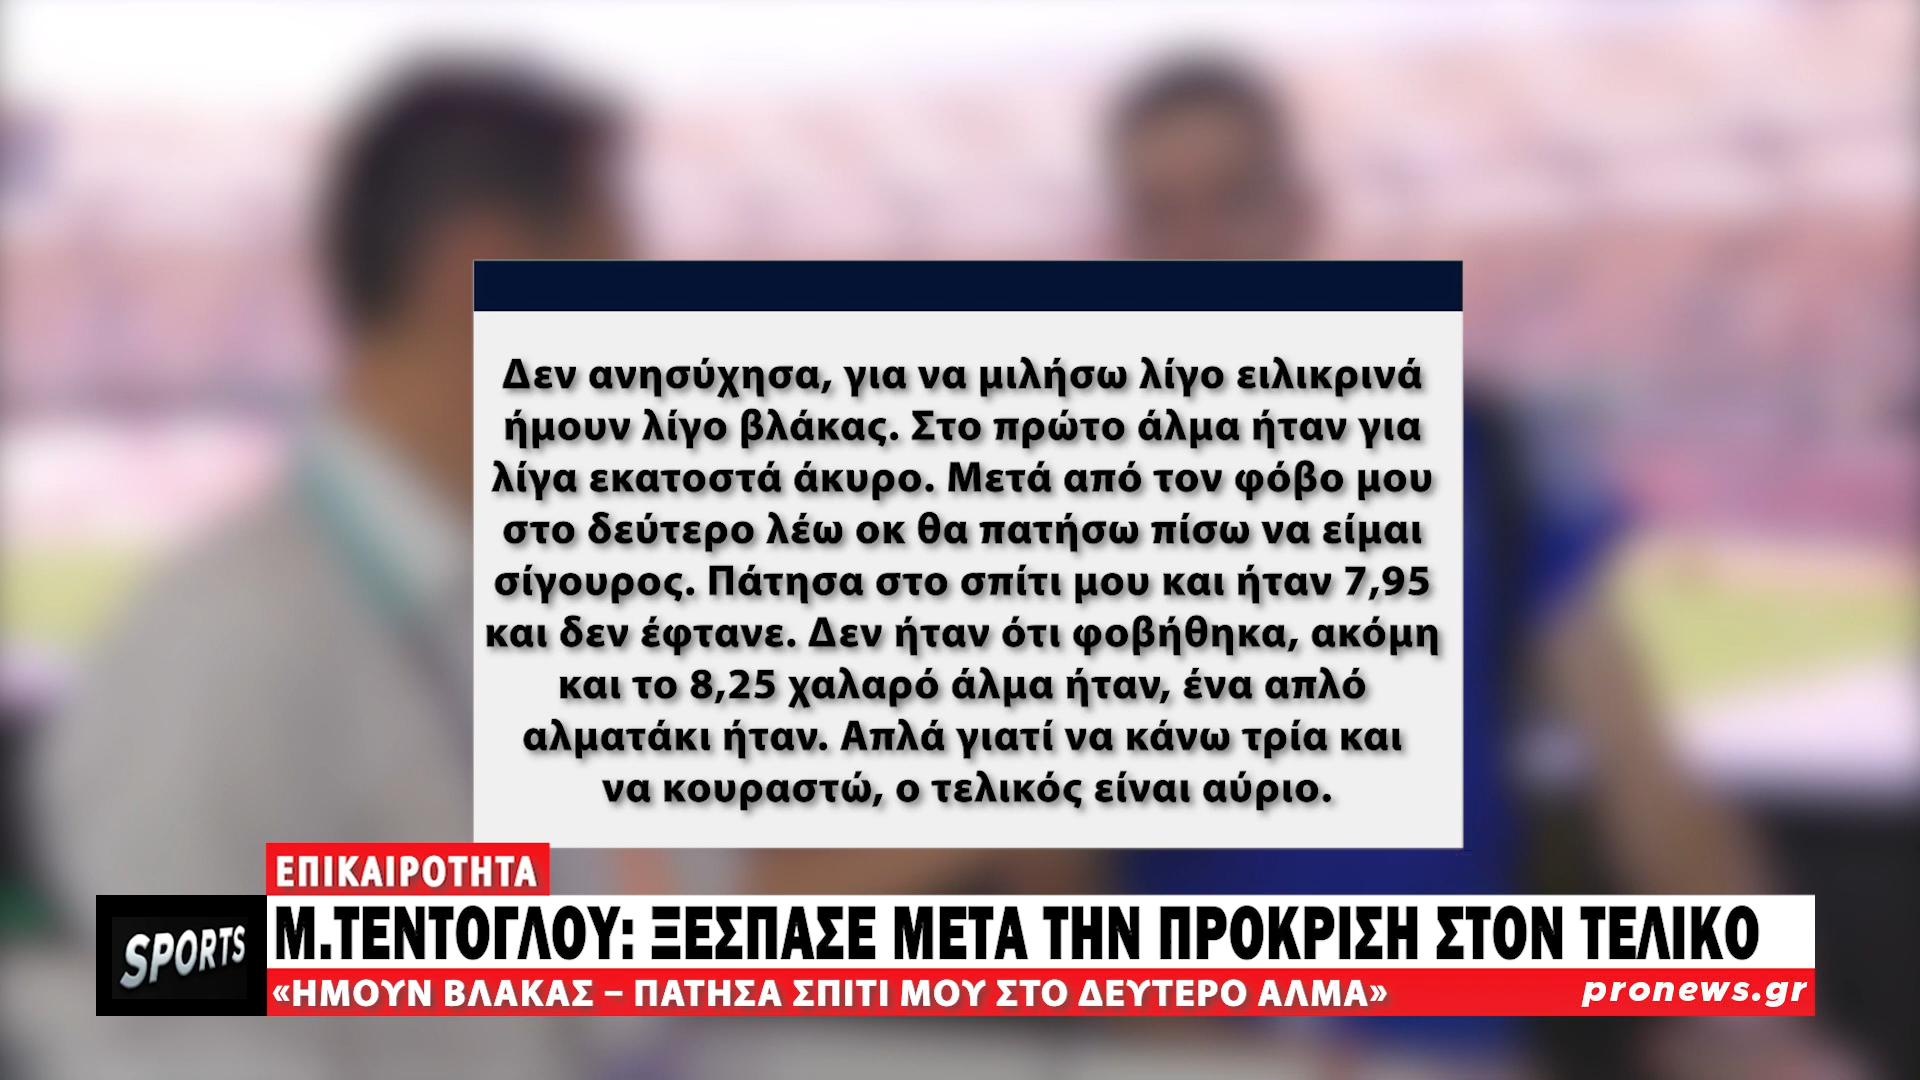 Δεν ανησύχησα, για να μιλήσω λίγο ειλικρινά
ήμουν λίγο βλάκας. Στο πρώτο άλμα ήταν για
λίγα εκατοστά άκυρο. Μετά από τον φόβο μου
στο δεύτερο λέω οκ θα πατήσω πίσω να είμαι
σίγουρος. Πάτησα στο σπίτι μου και ήταν 7,95
και δεν έφτανε. Δεν ήταν ότι φοβήθηκα, ακόμη
και το 8,25 χαλαρό άλμα ήταν, ένα απλό
αλματάκι ήταν. Απλά γιατί να κάνω τρία και
να κουραστώ, ο τελικός είναι αύριο.
ΕΠΙΚΑΙΡΟΤΗΤΑ
SPORTS
Μ.ΤΕΝΤΟΓΛΟΥ: ΞΕΣΠΑΣΕ ΜΕΤΑ ΤΗΝ ΠΡΟΚΡΙΣΗ ΣΤΟΝ ΤΕΛΙΚΟ
«ΗΜΟΥΝ ΒΛΑΚΑΣ – ΠΑΤΗΣΑ ΣΠΙΤΙ ΜΟΥ ΣΤΟ ΔΕΥΤΕΡΟ ΑΛΜΑ»
pronews.gr